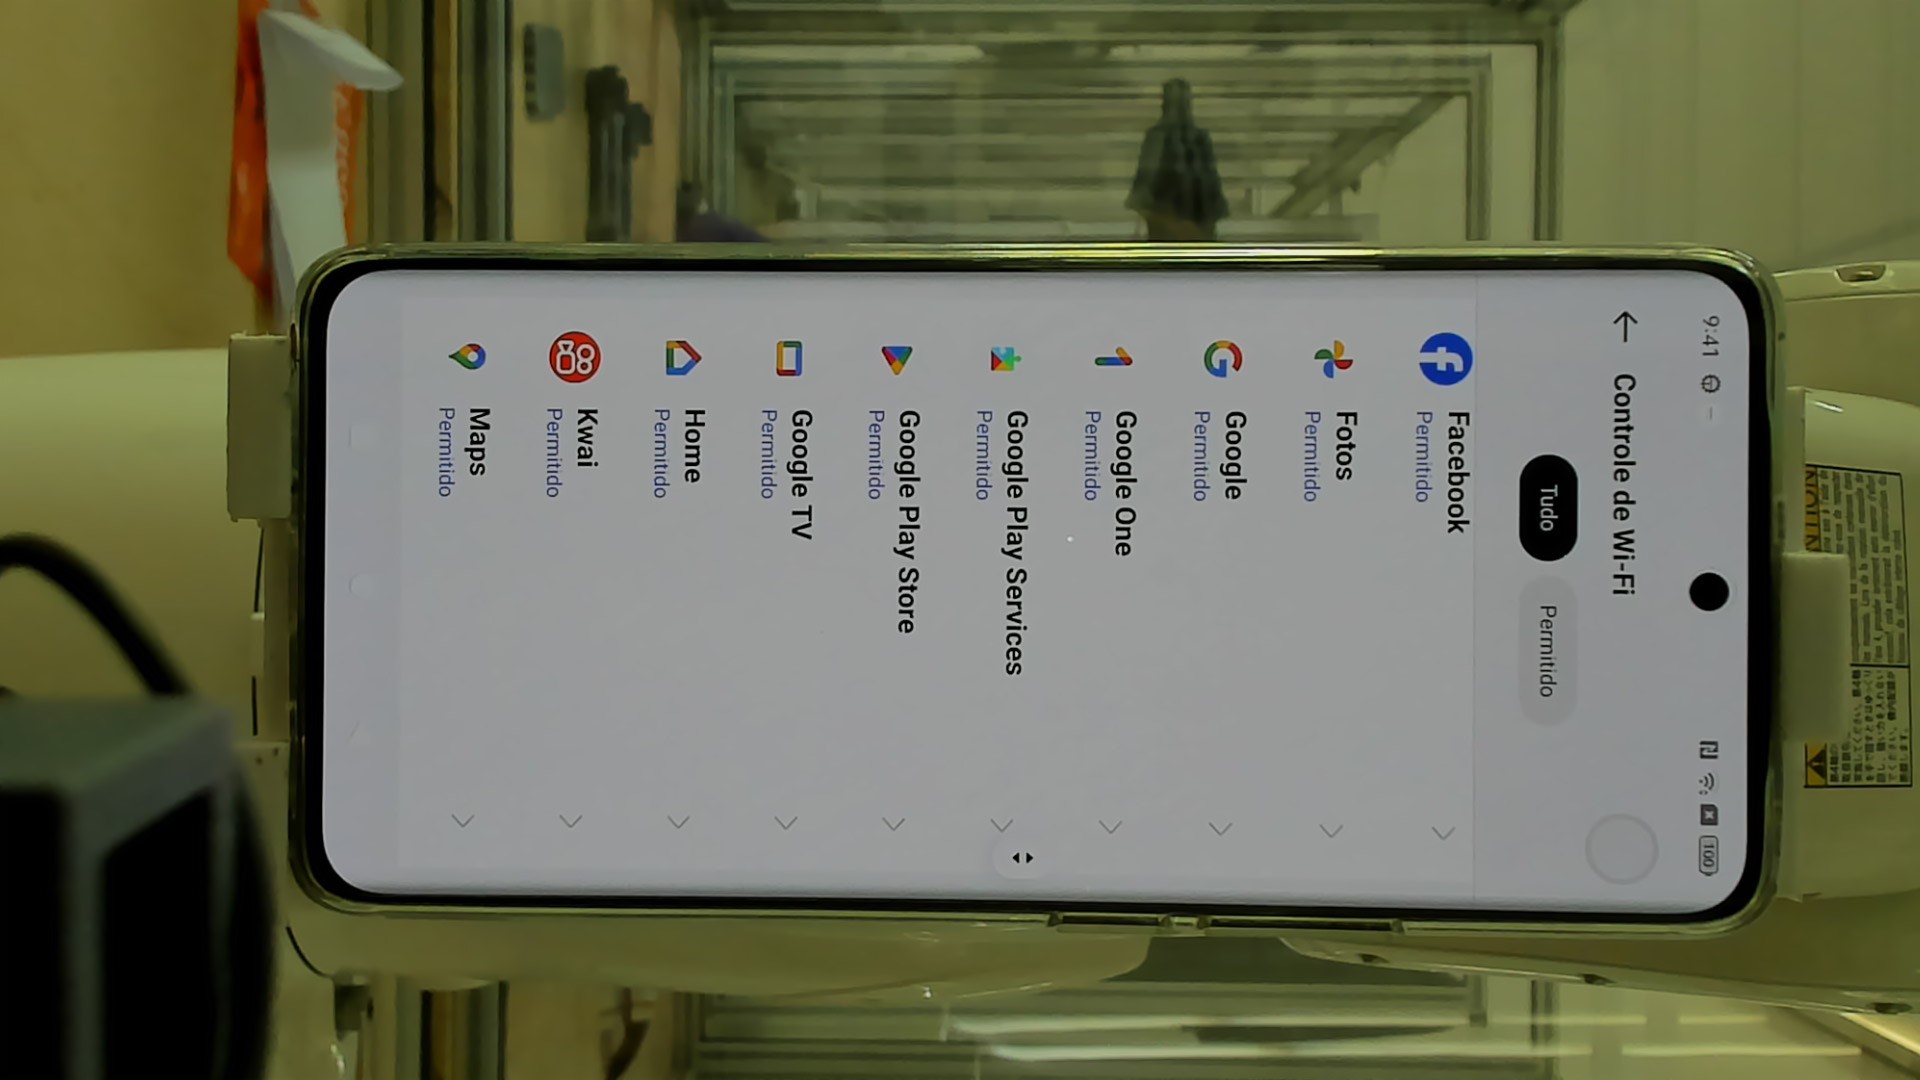 9:41
100
Controle de Wi-Fi
Tudo
Permitido
Facebook
Permitido
Fotos
Permitido
Google
Permitido
Google One
Permitido
Google Play Services
Permitido
Google Play Store
Permitido
Google TV
Permitido
Home
Permitido
Kwai
Permitido
Maps
Permitido